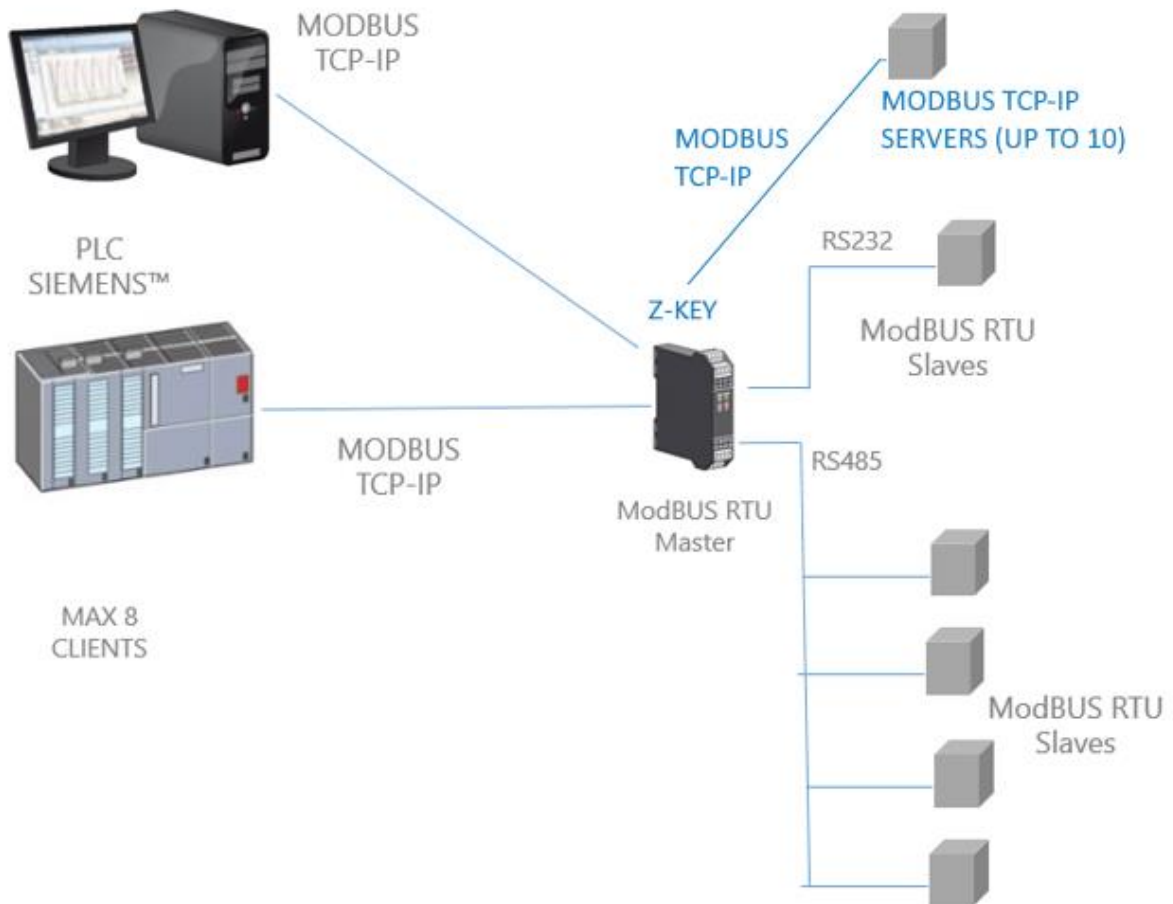 MODBUS
TCP-IP
MODBUS TCP-IP
SERVERS (UP TO 10)
MODBUS
TCP-IP
PLC
SIEMENS™
RS232
Z-KEY
ModBUS RTU
Slaves
MODBUS
TCP-IP
RS485
ModBUS RTU
Master
MAX 8
CLIENTS
ModBUS RTU
Slaves